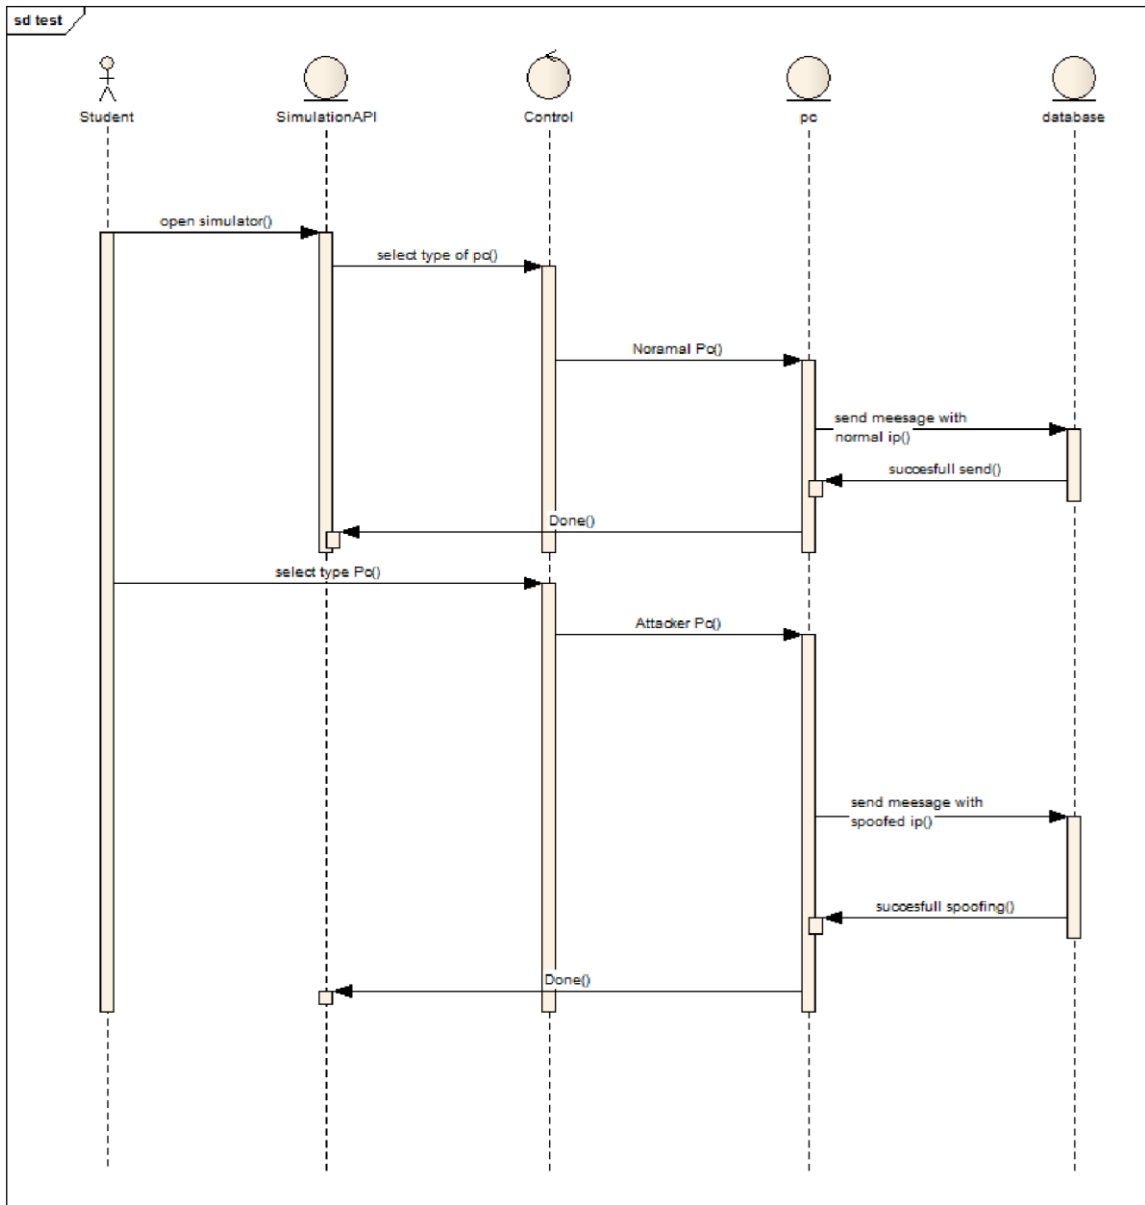 sd test
Student
SimulationAPI
Control
pc
database
open simulator()
select type of pc()
Noramal Pc()
send meesage with
normal ip()
succesfull send()
Done()
select type Pc()
Attacker Pc()
send meesage with
spoofed ip()
succesfull spoofing()
Done()